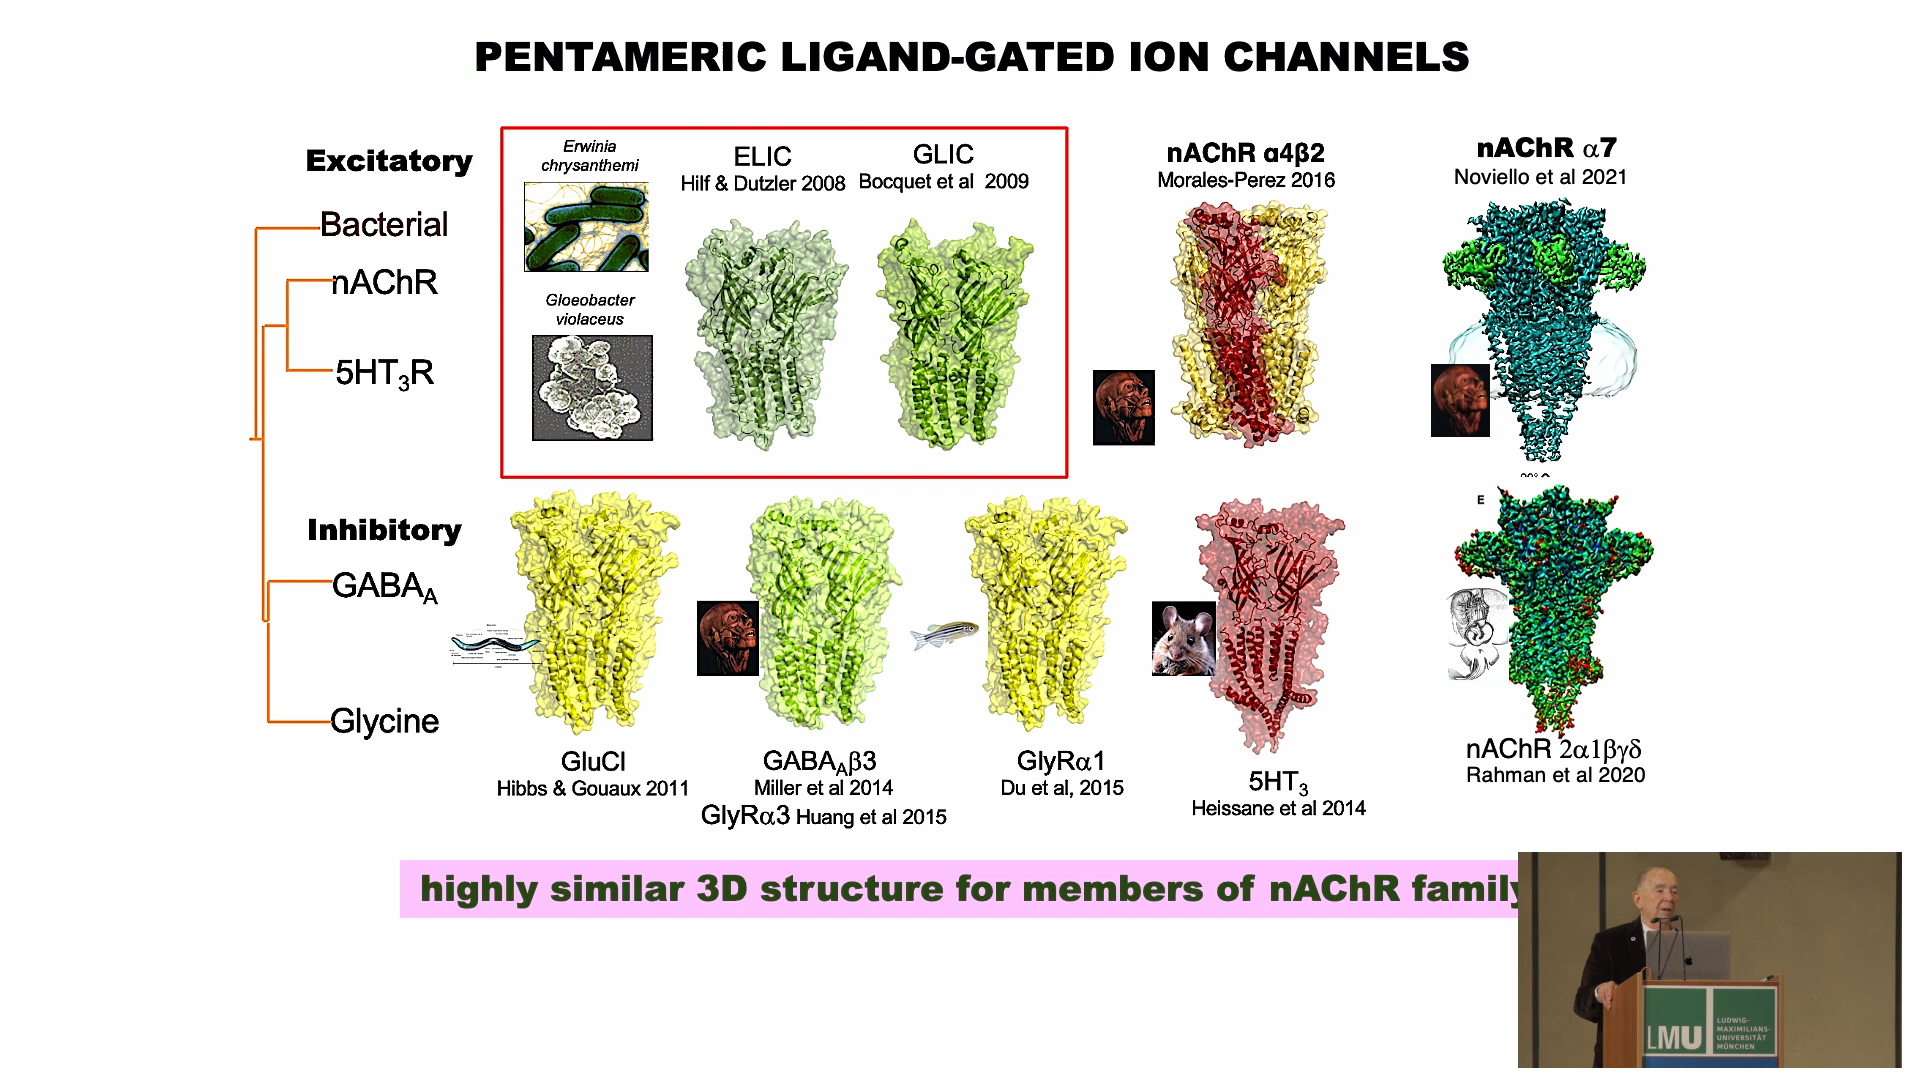 PENTAMERIC LIGAND-GATED ION CHANNELS
Excitatory
Bacterial
nAChR
5HT₃R
Inhibitory
GABA_A
Glycine
Erwinia
chrysanthemi
Gloeobacter
violaceus
ELIC
Hilf & Dutzler 2008
GLIC
Bocquet et al 2009
nAChR α4β2
Morales-Perez 2016
nAChR α7
Noviello et al 2021
E
GluCl
Hibbs & Gouaux 2011
GABA_Aβ3
Miller et al 2014
GlyRα3 Huang et al 2015
GlyRα1
Du et al, 2015
5HT₃
Heissane et al 2014
nAChR 2α1βγδ
Rahman et al 2020
highly similar 3D structure for members of nAChR family
LMU
LUDWIG-
MAXIMILIANS-
UNIVERSITÄT
MÜNCHEN